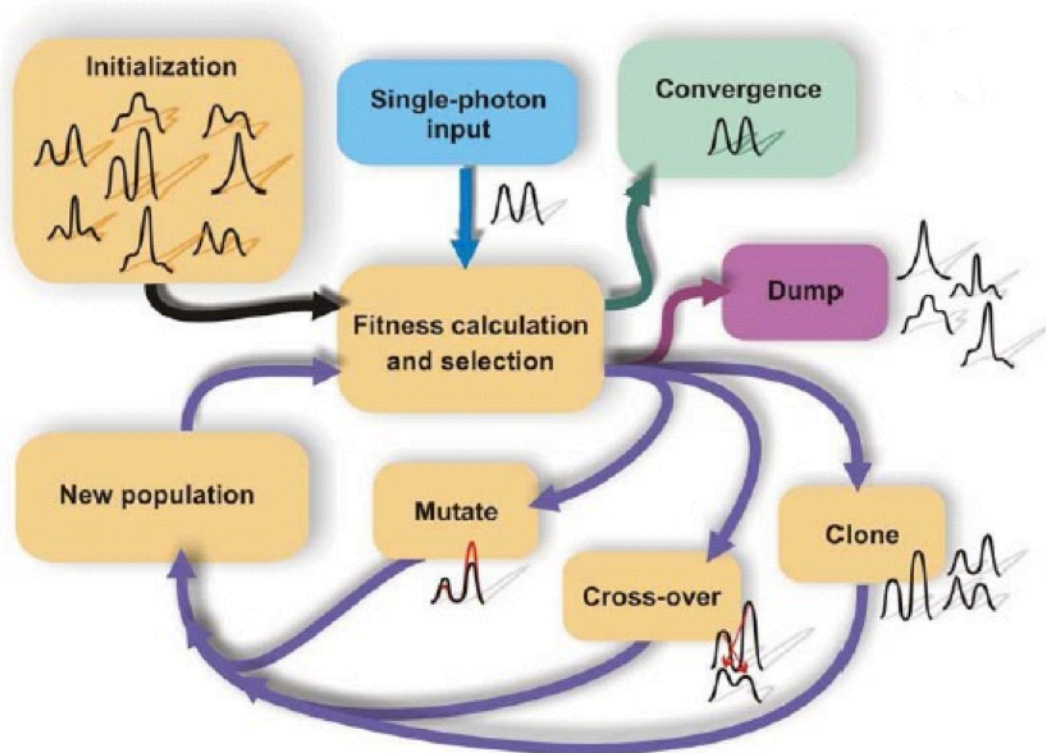 Initialization
Single-photon
input
Convergence
Fitness calculation
and selection
Dump
New population
Mutate
Cross-over
Clone